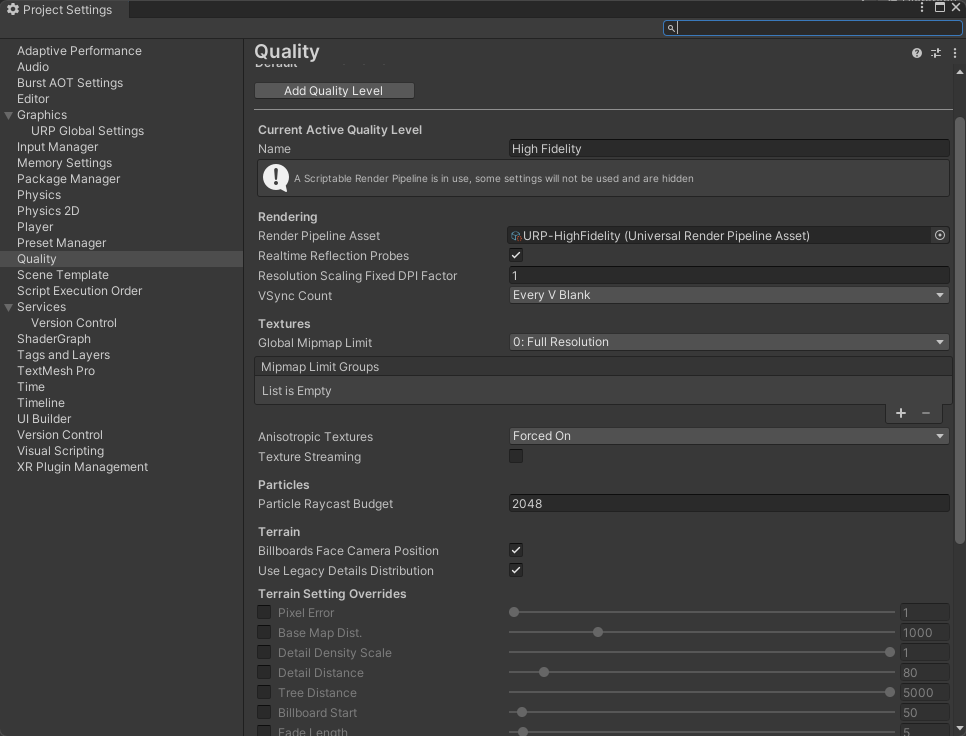 Project Settings
Adaptive Performance
Audio
Burst AOT Settings
Editor
Graphics
URP Global Settings
Input Manager
Memory Settings
Package Manager
Physics
Physics 2D
Player
Preset Manager
Quality
Scene Template
Script Execution Order
Services
Version Control
ShaderGraph
Tags and Layers
TextMesh Pro
Time
Timeline
UI Builder
Version Control
Visual Scripting
XR Plugin Management
Quality
Default
Add Quality Level
Current Active Quality Level
Name High Fidelity
A Scriptable Render Pipeline is in use, some settings will not be used and are hidden
Rendering
Render Pipeline Asset URP-HighFidelity (Universal Render Pipeline Asset)
Realtime Reflection Probes
Resolution Scaling Fixed DPI Factor 1
VSync Count Every V Blank
Textures
Global Mipmap Limit 0: Full Resolution
Mipmap Limit Groups
List is Empty
Anisotropic Textures Forced On
Texture Streaming
Particles
Particle Raycast Budget 2048
Terrain
Billboards Face Camera Position
Use Legacy Details Distribution
Terrain Setting Overrides
Pixel Error 1
Base Map Dist. 1000
Detail Density Scale 1
Detail Distance 80
Tree Distance 5000
Billboard Start 50
Fade Length 5